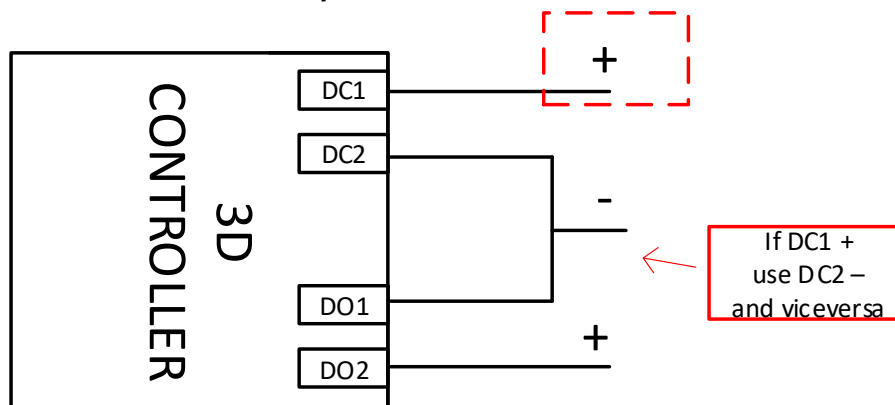 +
DC1
DC2
3D
CONTROLLER
-
If DC1 +
use DC2 –
and viceversa
DO1
+
DO2